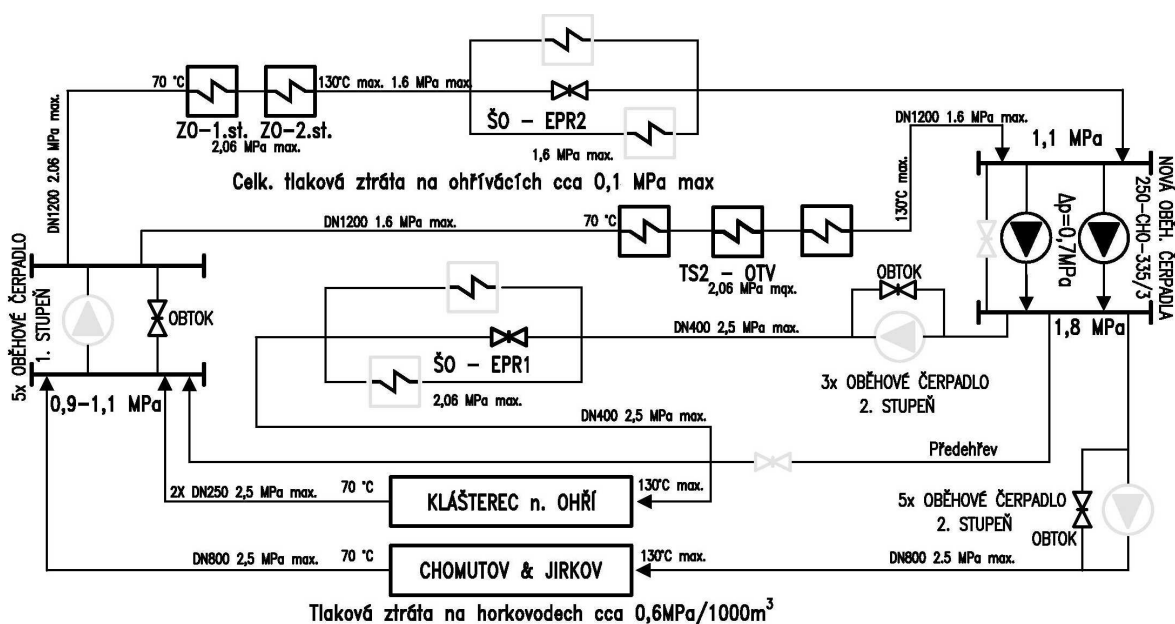 70 °C
130°C max. 1.6 MPa max.
ZO-1.st.
ZO-2.st.
2,06 MPa max.
ŠO - EPR2
1,6 MPa max.
DN1200 2.06 MPa max.
Celk. tlaková ztráta na ohřívácích cca 0,1 MPa max
DN1200 1.6 MPa max.
1,1 MPa
130°C max.
NOVÁ OBĚH. ČERPADLA
250-CHO-335/3
Δp=0,7MPa
1,8 MPa
DN1200 1.6 MPa max.
70 °C
TS2 - OTV
2,06 MPa mqx.
5x OBĚHOVÉ ČERPADLO
1. STUPEŇ
OBTOK
0,9-1,1 MPa
ŠO - EPR1
2,06 MPa max.
DN400 2,5 MPa max.
OBTOK
3x OBĚHOVÉ ČERPADLO
2. STUPEŇ
DN400 2,5 MPa max.
Předehřev
2X DN250 2,5 MPa max.
70 °C
KLÁŠTEREC n. OHŘÍ
130°C max.
5x OBĚHOVÉ ČERPADLO
2. STUPEŇ
OBTOK
DN800 2,5 MPa max.
70 °C
CHOMUTOV & JIRKOV
130°C max.
DN800 2.5 MPa max.
Tlaková ztráta na horkovodech cca 0,6MPa/1000m³